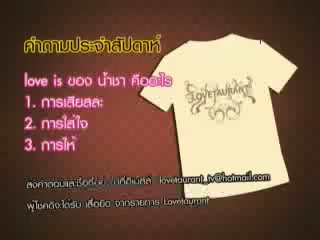 คำถามประจำสัปดาห์
love is ของ น้ำชา คืออะไร
1. การเสียสละ
2. การใส่ใจ
3. การให้
LOVETAURANT
ส่งคำตอบและชื่อที่อยู่ มาที่อีเมล์ lovetaurant_tv@hotmail.com
ผู้โชคดีจะได้รับ เสื้อยืด จากรายการ Lovetaurant